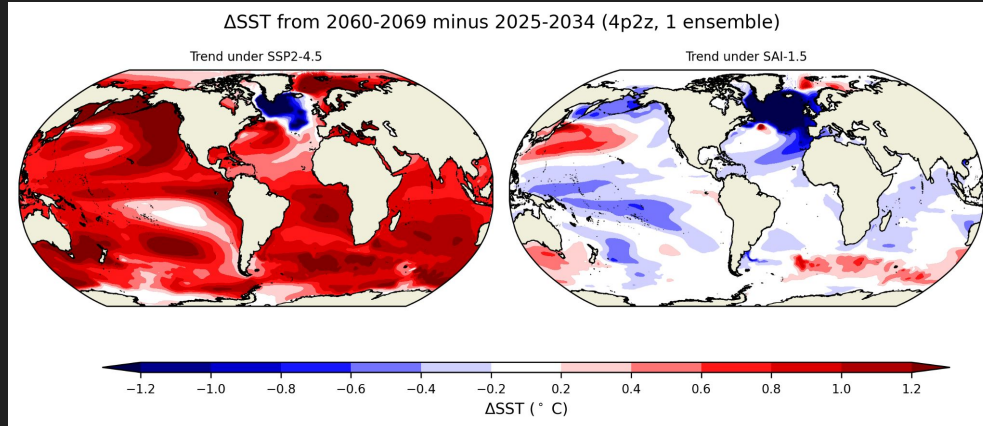 ΔSST from 2060-2069 minus 2025-2034 (4p2z, 1 ensemble)
Trend under SSP2-4.5
Trend under SAI-1.5
−1.2 −1.0 −0.8 −0.6 −0.4 −0.2 0.2 0.4 0.6 0.8 1.0 1.2
ΔSST (° C)